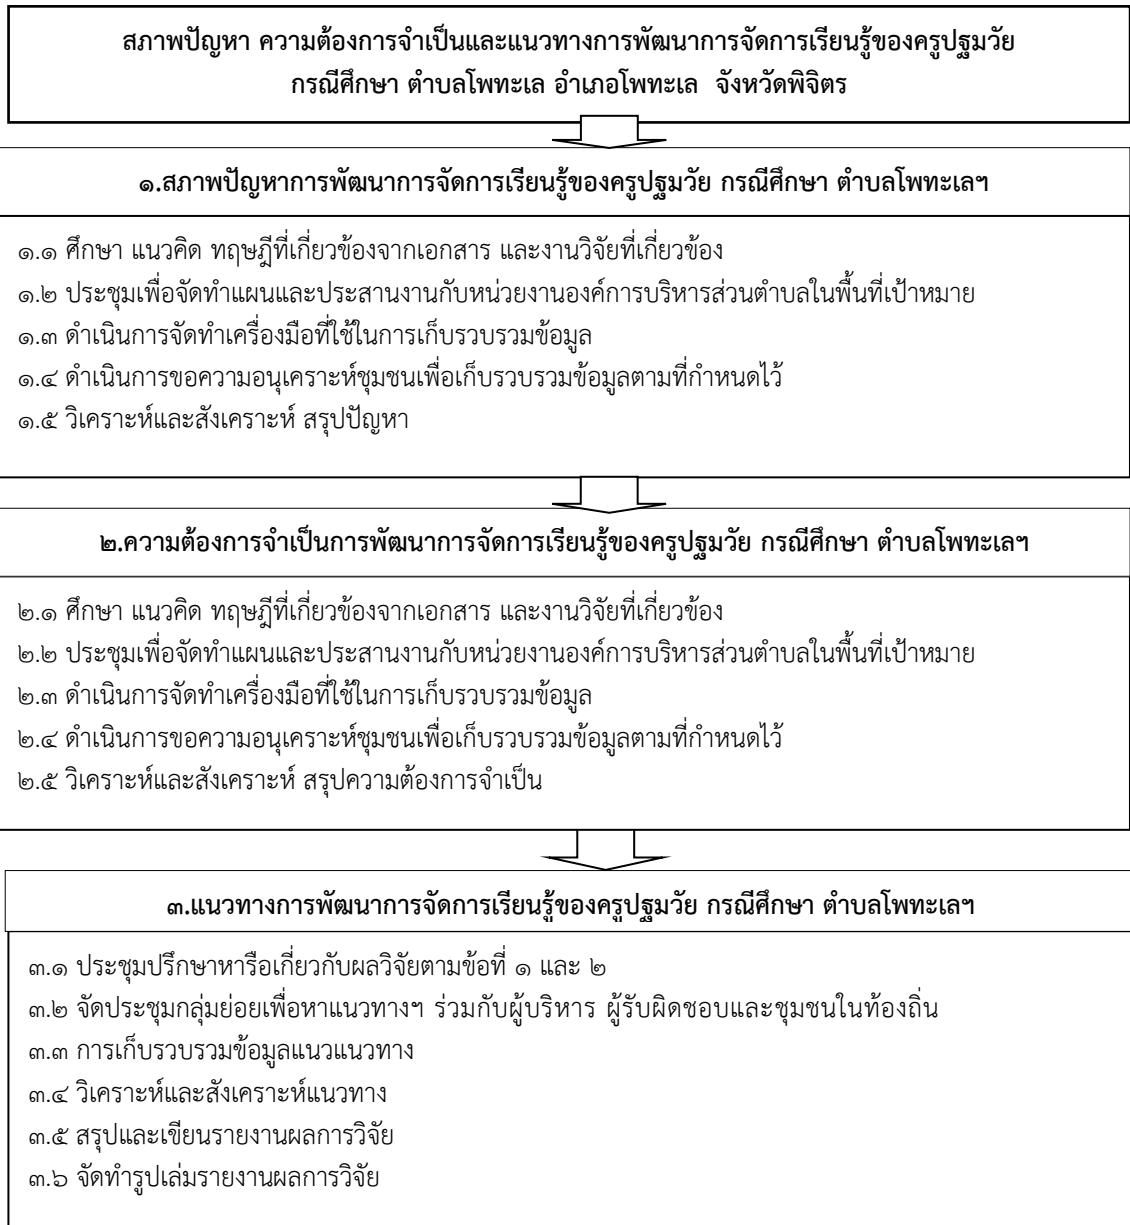 สภาพปัญหา ความต้องการจำเป็นและแนวทางการพัฒนาการจัดการเรียนรู้ของครูปฐมวัย
กรณีศึกษา ตำบลโพทะเล อำเภอโพทะเล จังหวัดพิจิตร
๑.สภาพปัญหาการพัฒนาการจัดการเรียนรู้ของครูปฐมวัย กรณีศึกษา ตำบลโพทะเลฯ
๑.๑ ศึกษา แนวคิด ทฤษฎีที่เกี่ยวข้องจากเอกสาร และงานวิจัยที่เกี่ยวข้อง
๑.๒ ประชุมเพื่อจัดทำแผนและประสานงานกับหน่วยงานองค์การบริหารส่วนตำบลในพื้นที่เป้าหมาย
๑.๓ ดำเนินการจัดทำเครื่องมือที่ใช้ในการเก็บรวบรวมข้อมูล
๑.๔ ดำเนินการขอความอนุเคราะห์ชุมชนเพื่อเก็บรวบรวมข้อมูลตามที่กำหนดไว้
๑.๕ วิเคราะห์และสังเคราะห์ สรุปปัญหา
๒.ความต้องการจำเป็นการพัฒนาการจัดการเรียนรู้ของครูปฐมวัย กรณีศึกษา ตำบลโพทะเลฯ
๒.๑ ศึกษา แนวคิด ทฤษฎีที่เกี่ยวข้องจากเอกสาร และงานวิจัยที่เกี่ยวข้อง
๒.๒ ประชุมเพื่อจัดทำแผนและประสานงานกับหน่วยงานองค์การบริหารส่วนตำบลในพื้นที่เป้าหมาย
๒.๓ ดำเนินการจัดทำเครื่องมือที่ใช้ในการเก็บรวบรวมข้อมูล
๒.๔ ดำเนินการขอความอนุเคราะห์ชุมชนเพื่อเก็บรวบรวมข้อมูลตามที่กำหนดไว้
๒.๕ วิเคราะห์และสังเคราะห์ สรุปความต้องการจำเป็น
๓.แนวทางการพัฒนาการจัดการเรียนรู้ของครูปฐมวัย กรณีศึกษา ตำบลโพทะเลฯ
๓.๑ ประชุมปรึกษาหารือเกี่ยวกับผลวิจัยตามข้อที่ ๑ และ ๒
๓.๒ จัดประชุมกลุ่มย่อยเพื่อหาแนวทางฯ ร่วมกับผู้บริหาร ผู้รับผิดชอบและชุมชนในท้องถิ่น
๓.๓ การเก็บรวบรวมข้อมูลแนวแนวทาง
๓.๔ วิเคราะห์และสังเคราะห์แนวทาง
๓.๕ สรุปและเขียนรายงานผลการวิจัย
๓.๖ จัดทำรูปเล่มรายงานผลการวิจัย